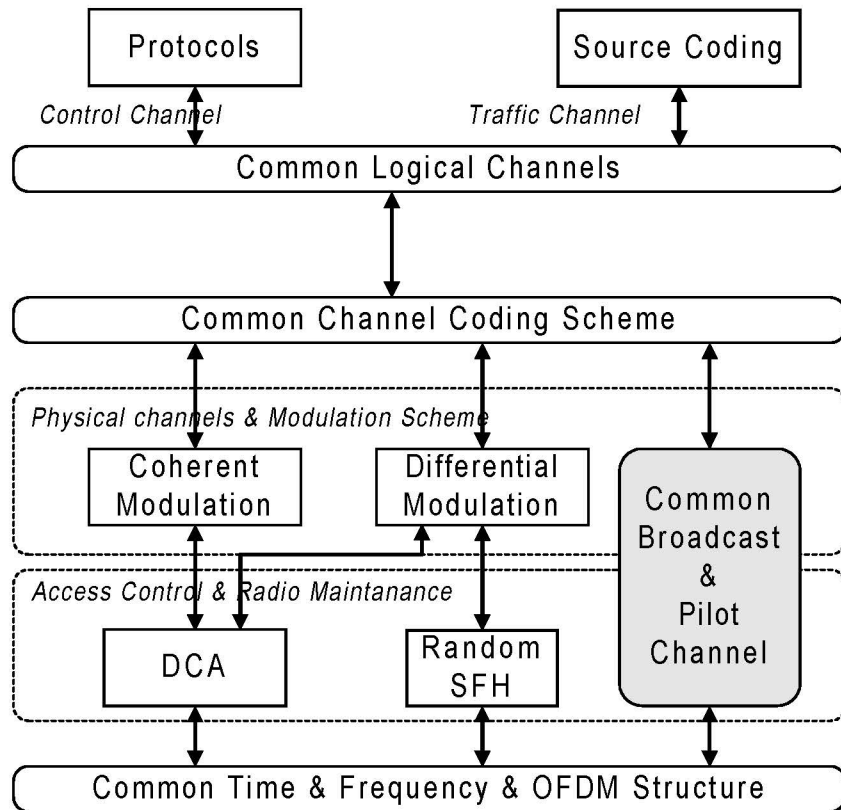 Protocols
Source Coding
Control Channel
Traffic Channel
Common Logical Channels
Common Channel Coding Scheme
Physical channels & Modulation Scheme
Coherent
Modulation
Differential
Modulation
Common
Broadcast
&
Pilot
Channel
Access Control & Radio Maintanance
DCA
Random
SFH
Common Time & Frequency & OFDM Structure